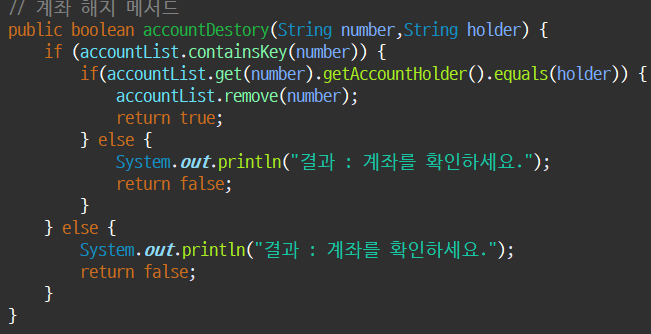 // 계좌 해지 메서드
public boolean accountDestory(String number,String holder) {
if (accountList.containsKey(number)) {
if(accountList.get(number).getAccountHolder().equals(holder)) {
accountList.remove(number);
return true;
} else {
System.out.println("결과 : 계좌를 확인하세요.");
return false;
}
} else {
System.out.println("결과 : 계좌를 확인하세요.");
return false;
}
}